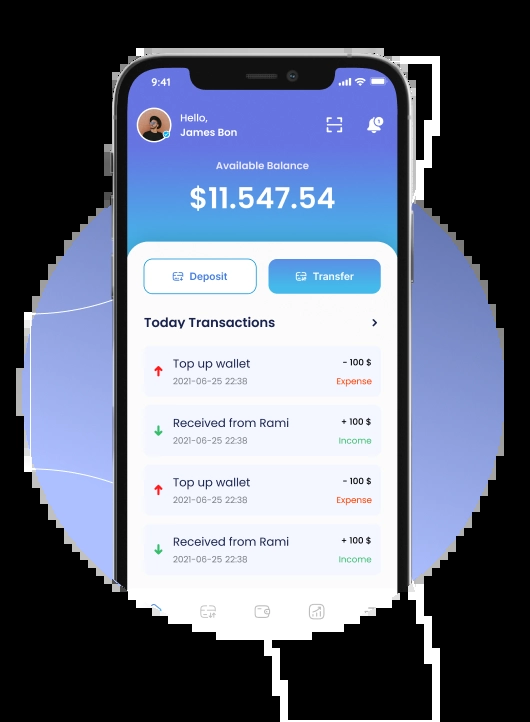 9:41
Hello,
James Bon
Available Balance
$11.547.54
Deposit
Transfer
Today Transactions
Top up wallet
- 100 $
2021-06-25 22:38
Expense
Received from Rami
+ 100 $
2021-06-25 22:38
Income
Top up wallet
- 100 $
2021-06-25 22:38
Expense
Received from Rami
+ 100 $
2021-06-25 22:38
Income